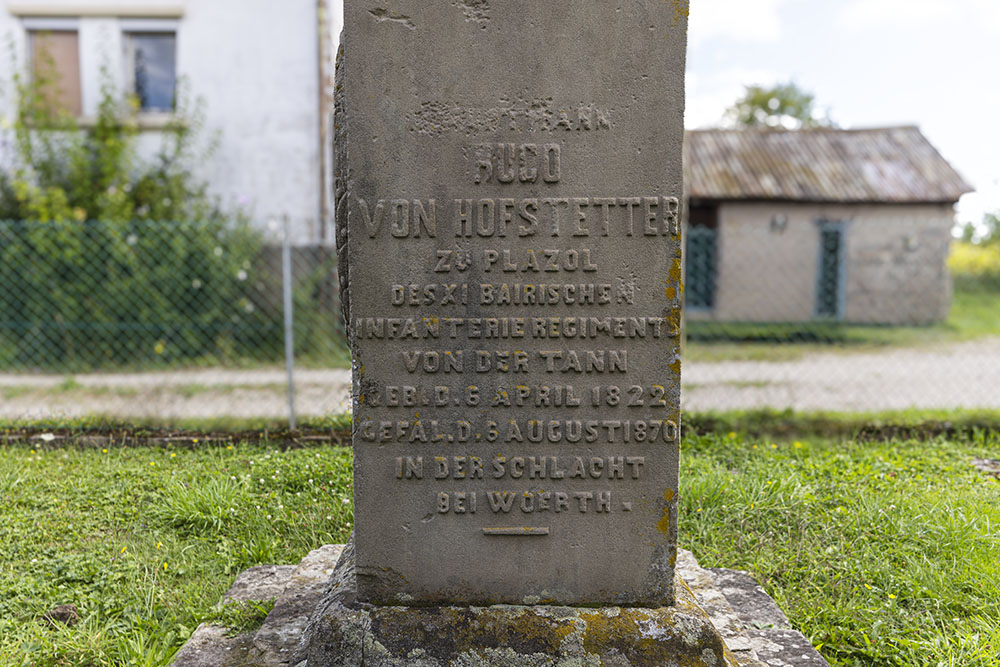 HAUPTMANN
HUGO
VON HOFSTETTER
ZU PLAZOL
DES XI BAIRISCHEN
INFANTERIE REGIMENTS
VON DER TANN
GEB. D. 6 APRIL 1822
GEFAL. D. 6 AUGUST 1870
IN DER SCHLACHT
BEI WOERTH.